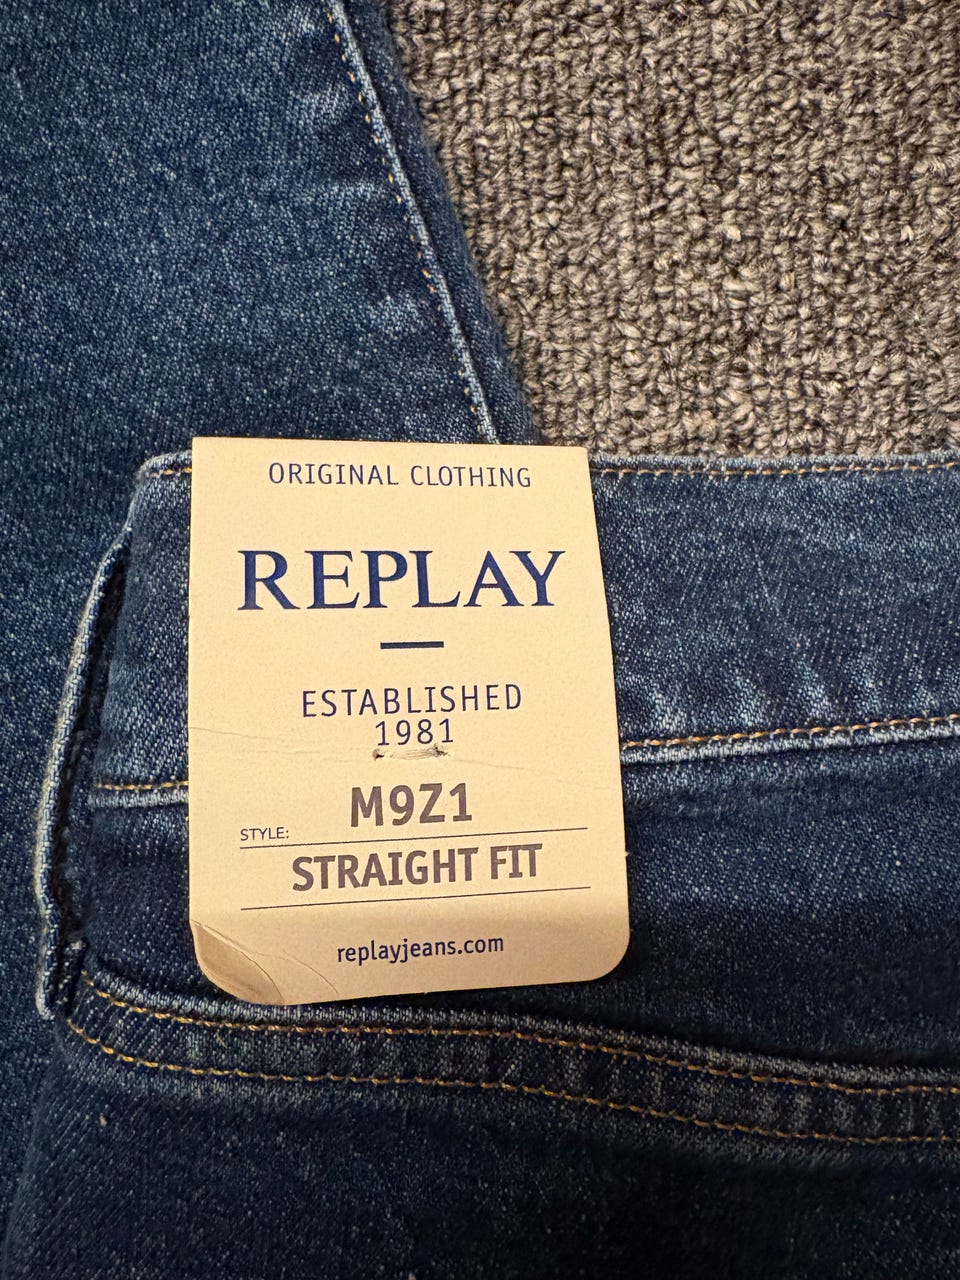 ORIGINAL CLOTHING
REPLAY
ESTABLISHED
1981
M9Z1
STYLE:
STRAIGHT FIT
replayjeans.com